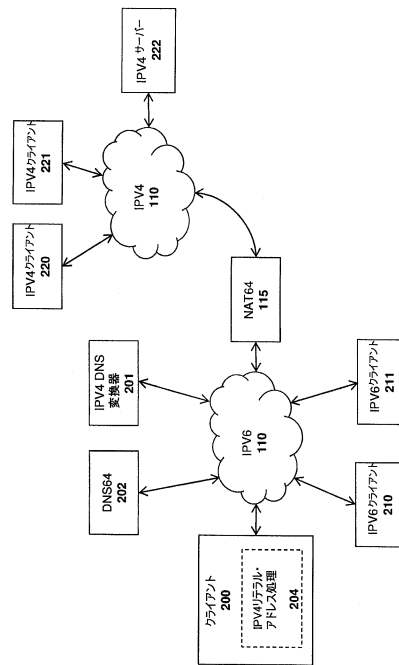 クライアント
200
IPV4リテラル・
アドレス処理
204
DNS64
202
IPV4 DNS
変換器
201
IPV6
110
IPV6クライアント
210
IPV6クライアント
211
NAT64
115
IPV4
110
IPV4クライアント
220
IPV4クライアント
221
IPV4サーバー
222